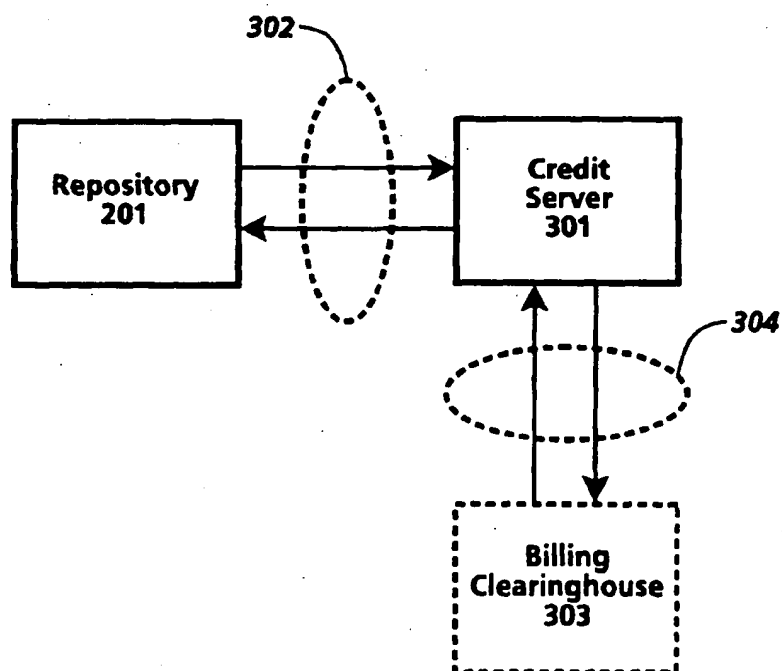 302
Repository
201
Credit
Server
301
304
Billing
Clearinghouse
303